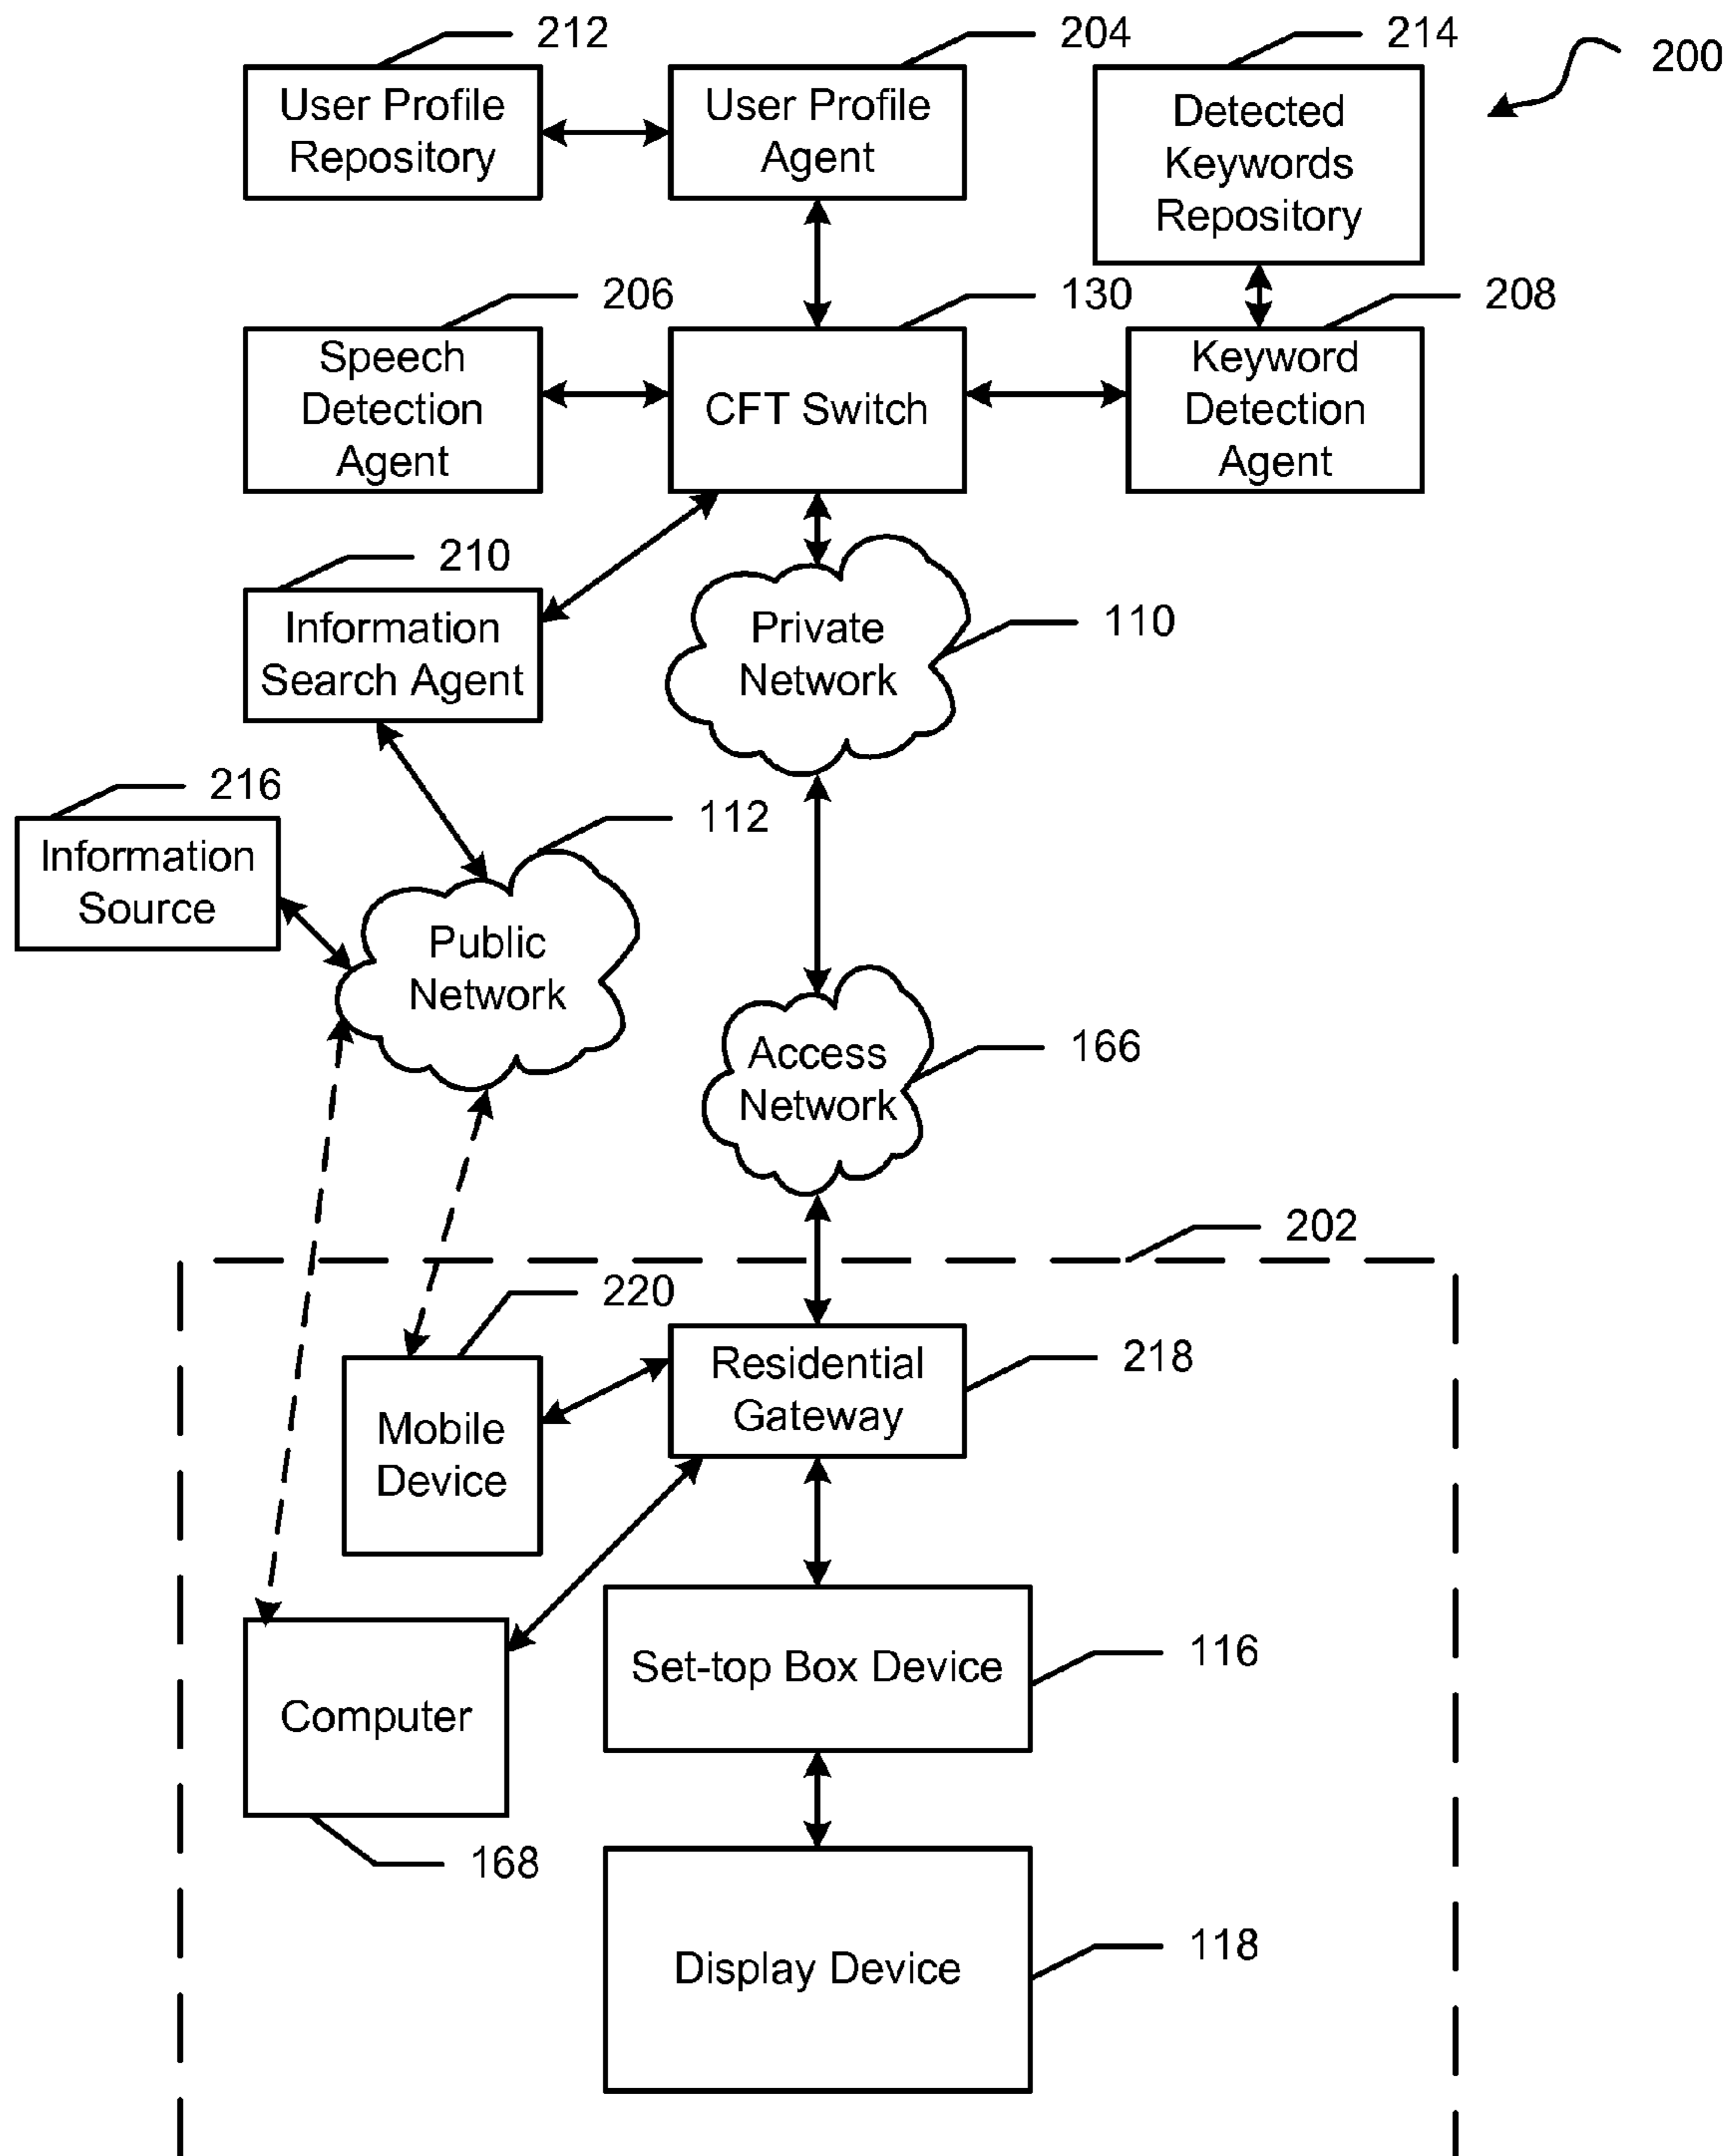 212
204
214
200
User Profile
Repository
User Profile
Agent
Detected
Keywords
Repository
206
130
208
Speech
Detection
Agent
CFT Switch
Keyword
Detection
Agent
210
Information
Search Agent
Private
Network
110
216
Information
Source
112
Public
Network
Access
Network
166
202
220
Residential
Gateway
218
Mobile
Device
Set-top Box Device
116
Computer
168
Display Device
118